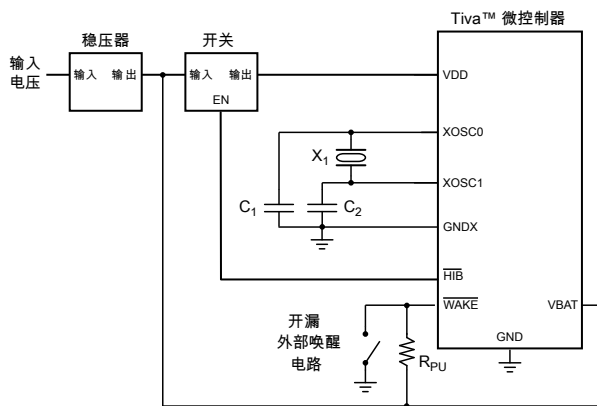 Tiva™ 微控制器
稳压器
开关
输入
电压
输入 输出
输入 输出
EN
VDD
XOSC0
X1
XOSC1
C1
C2
GNDX
HIB
WAKE
VBAT
开漏
外部唤醒
电路
RPU
GND